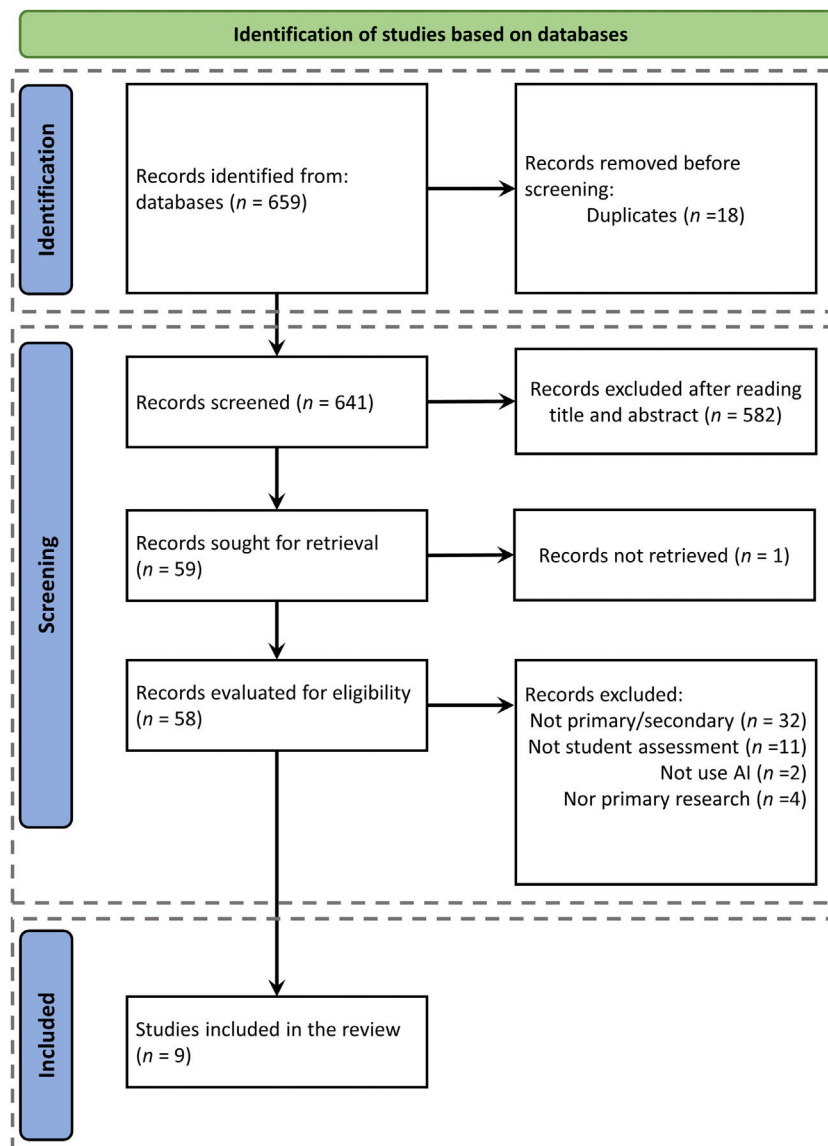 Identification of studies based on databases
Identification
Records identified from:
databases (n = 659)
Records removed before
screening:
Duplicates (n =18)
Screening
Records screened (n = 641)
Records excluded after reading
title and abstract (n = 582)
Records sought for retrieval
(n = 59)
Records not retrieved (n = 1)
Records evaluated for eligibility
(n = 58)
Records excluded:
Not primary/secondary (n = 32)
Not student assessment (n =11)
Not use AI (n =2)
Nor primary research (n =4)
Included
Studies included in the review
(n = 9)